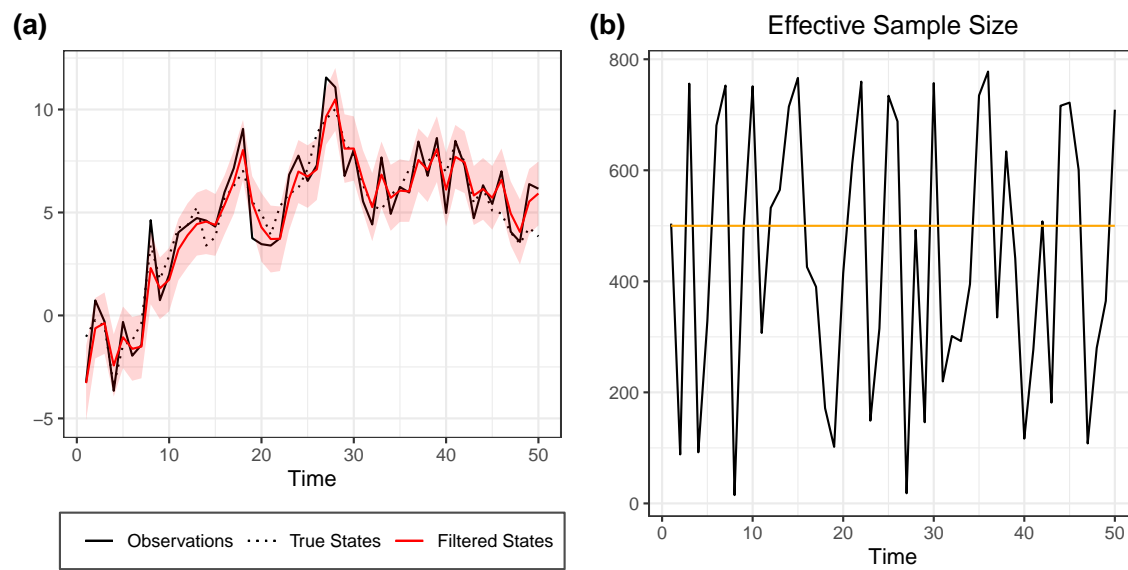 (a)
10
5
0
−5
0 10 20 30 40 50
Time
Observations True States Filtered States
(b)
Effective Sample Size
800
600
400
200
0
0 10 20 30 40 50
Time